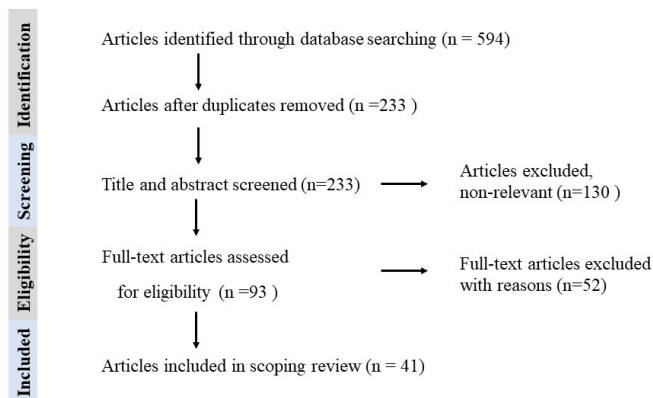 Identification
Articles identified through database searching (n = 594)
Articles after duplicates removed (n =233 )
Screening
Title and abstract screened (n=233)
Articles excluded,
non-relevant (n=130 )
Eligibility
Full-text articles assessed
for eligibility (n =93 )
Full-text articles excluded
with reasons (n=52)
Included
Articles included in scoping review (n = 41)